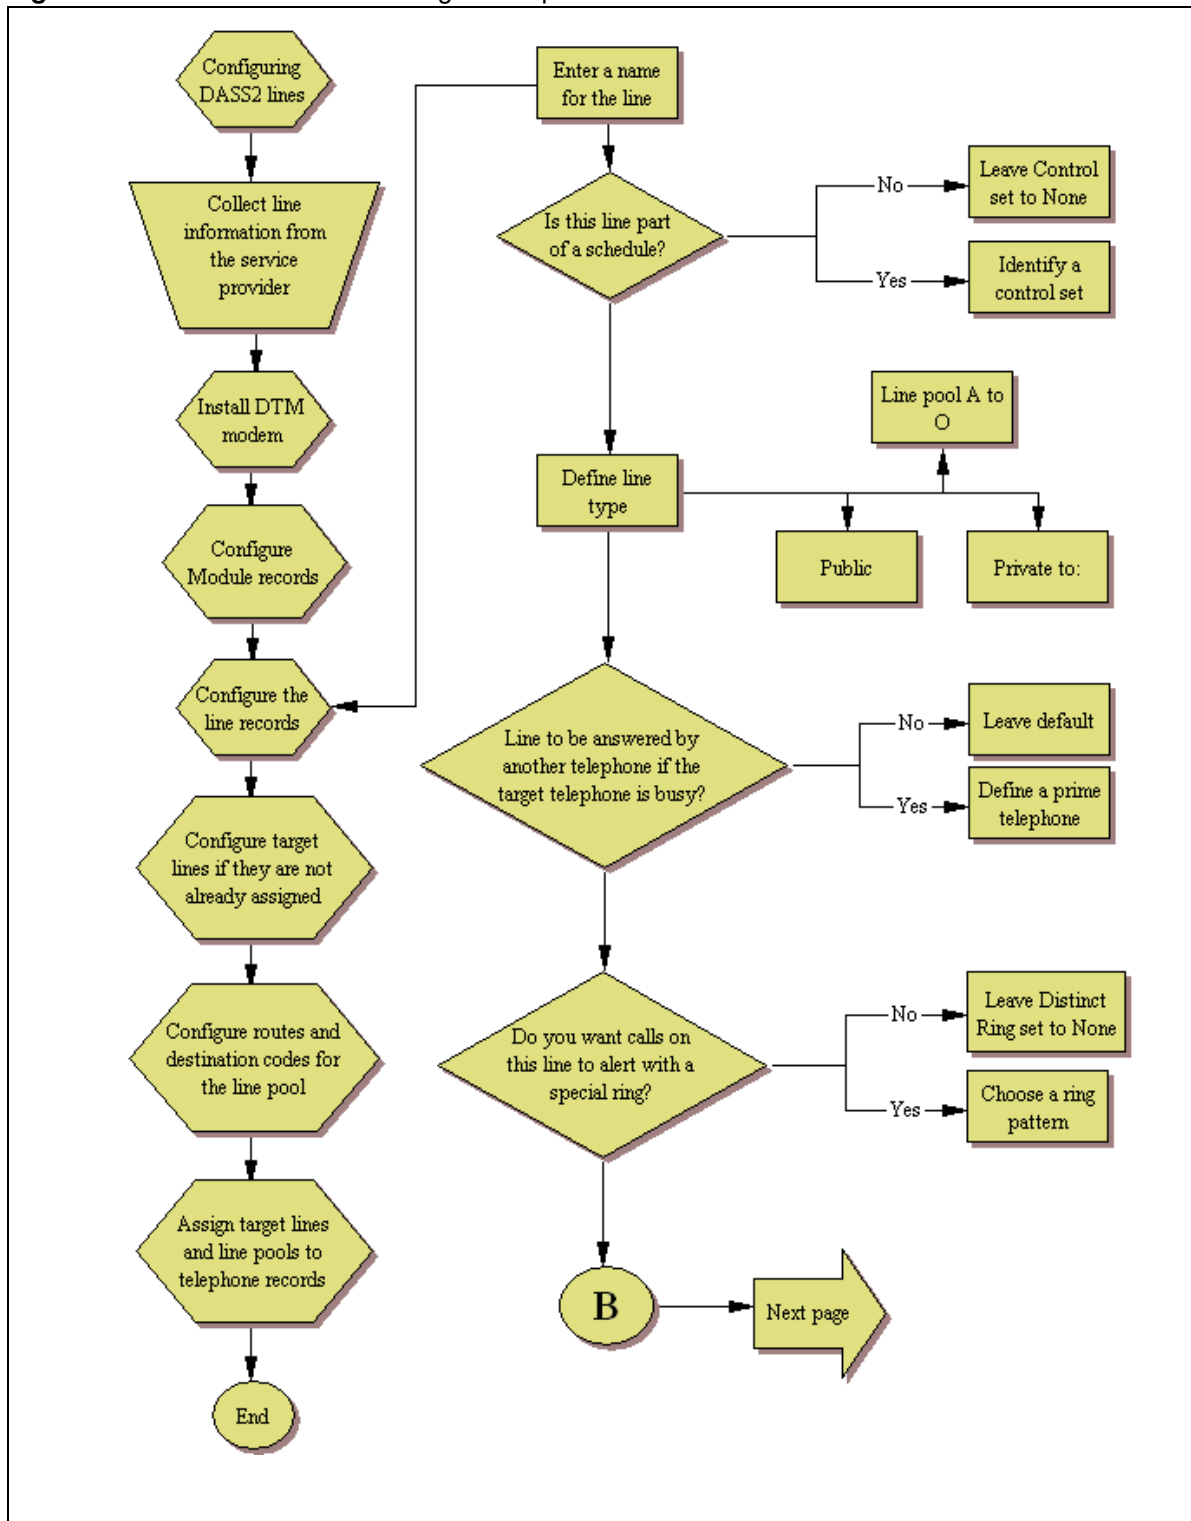 Configuring
DASS2 lines
Collect line
information from
the service
provider
Install DTM
modem
Configure
Module records
Configure the
line records
Configure target
lines if they are not
already assigned
Configure routes and
destination codes for
the line pool
Assign target lines
and line pools to
telephone records
End
Enter a name
for the line
Is this line part
of a schedule?
No
Leave Control
set to None
Yes
Identify a
control set
Define line
type
Line pool A to
O
Public
Private to:
Line to be answered by
another telephone if the
target telephone is busy?
No
Leave default
Yes
Define a prime
telephone
Do you want calls on
this line to alert with a
special ring?
No
Leave Distinct
Ring set to None
Yes
Choose a ring
pattern
B
Next page